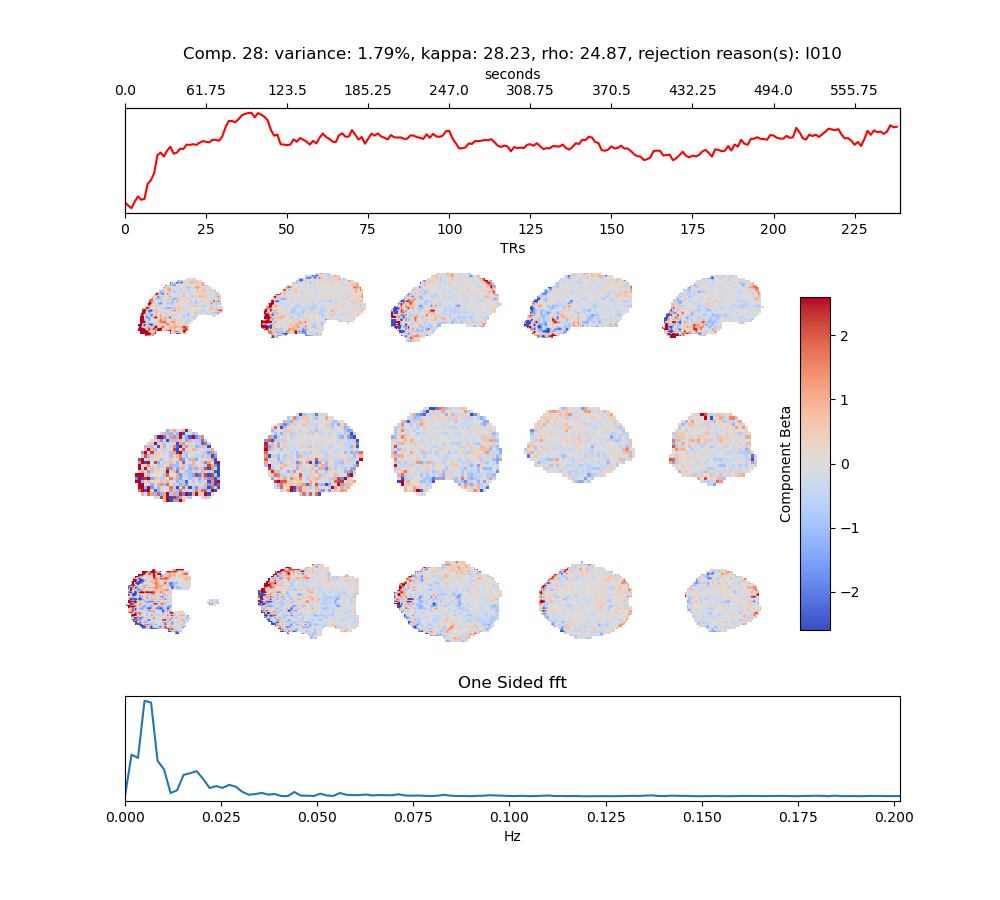 Comp. 28: variance: 1.79%, kappa: 28.23, rho: 24.87, rejection reason(s): I010
seconds
0.0 61.75 123.5 185.25 247.0 308.75 370.5 432.25 494.0 555.75
0 25 50 75 100 125 150 175 200 225
TRs
2
1
0
−1
−2
Component Beta
One Sided fft
0.000 0.025 0.050 0.075 0.100 0.125 0.150 0.175 0.200
Hz